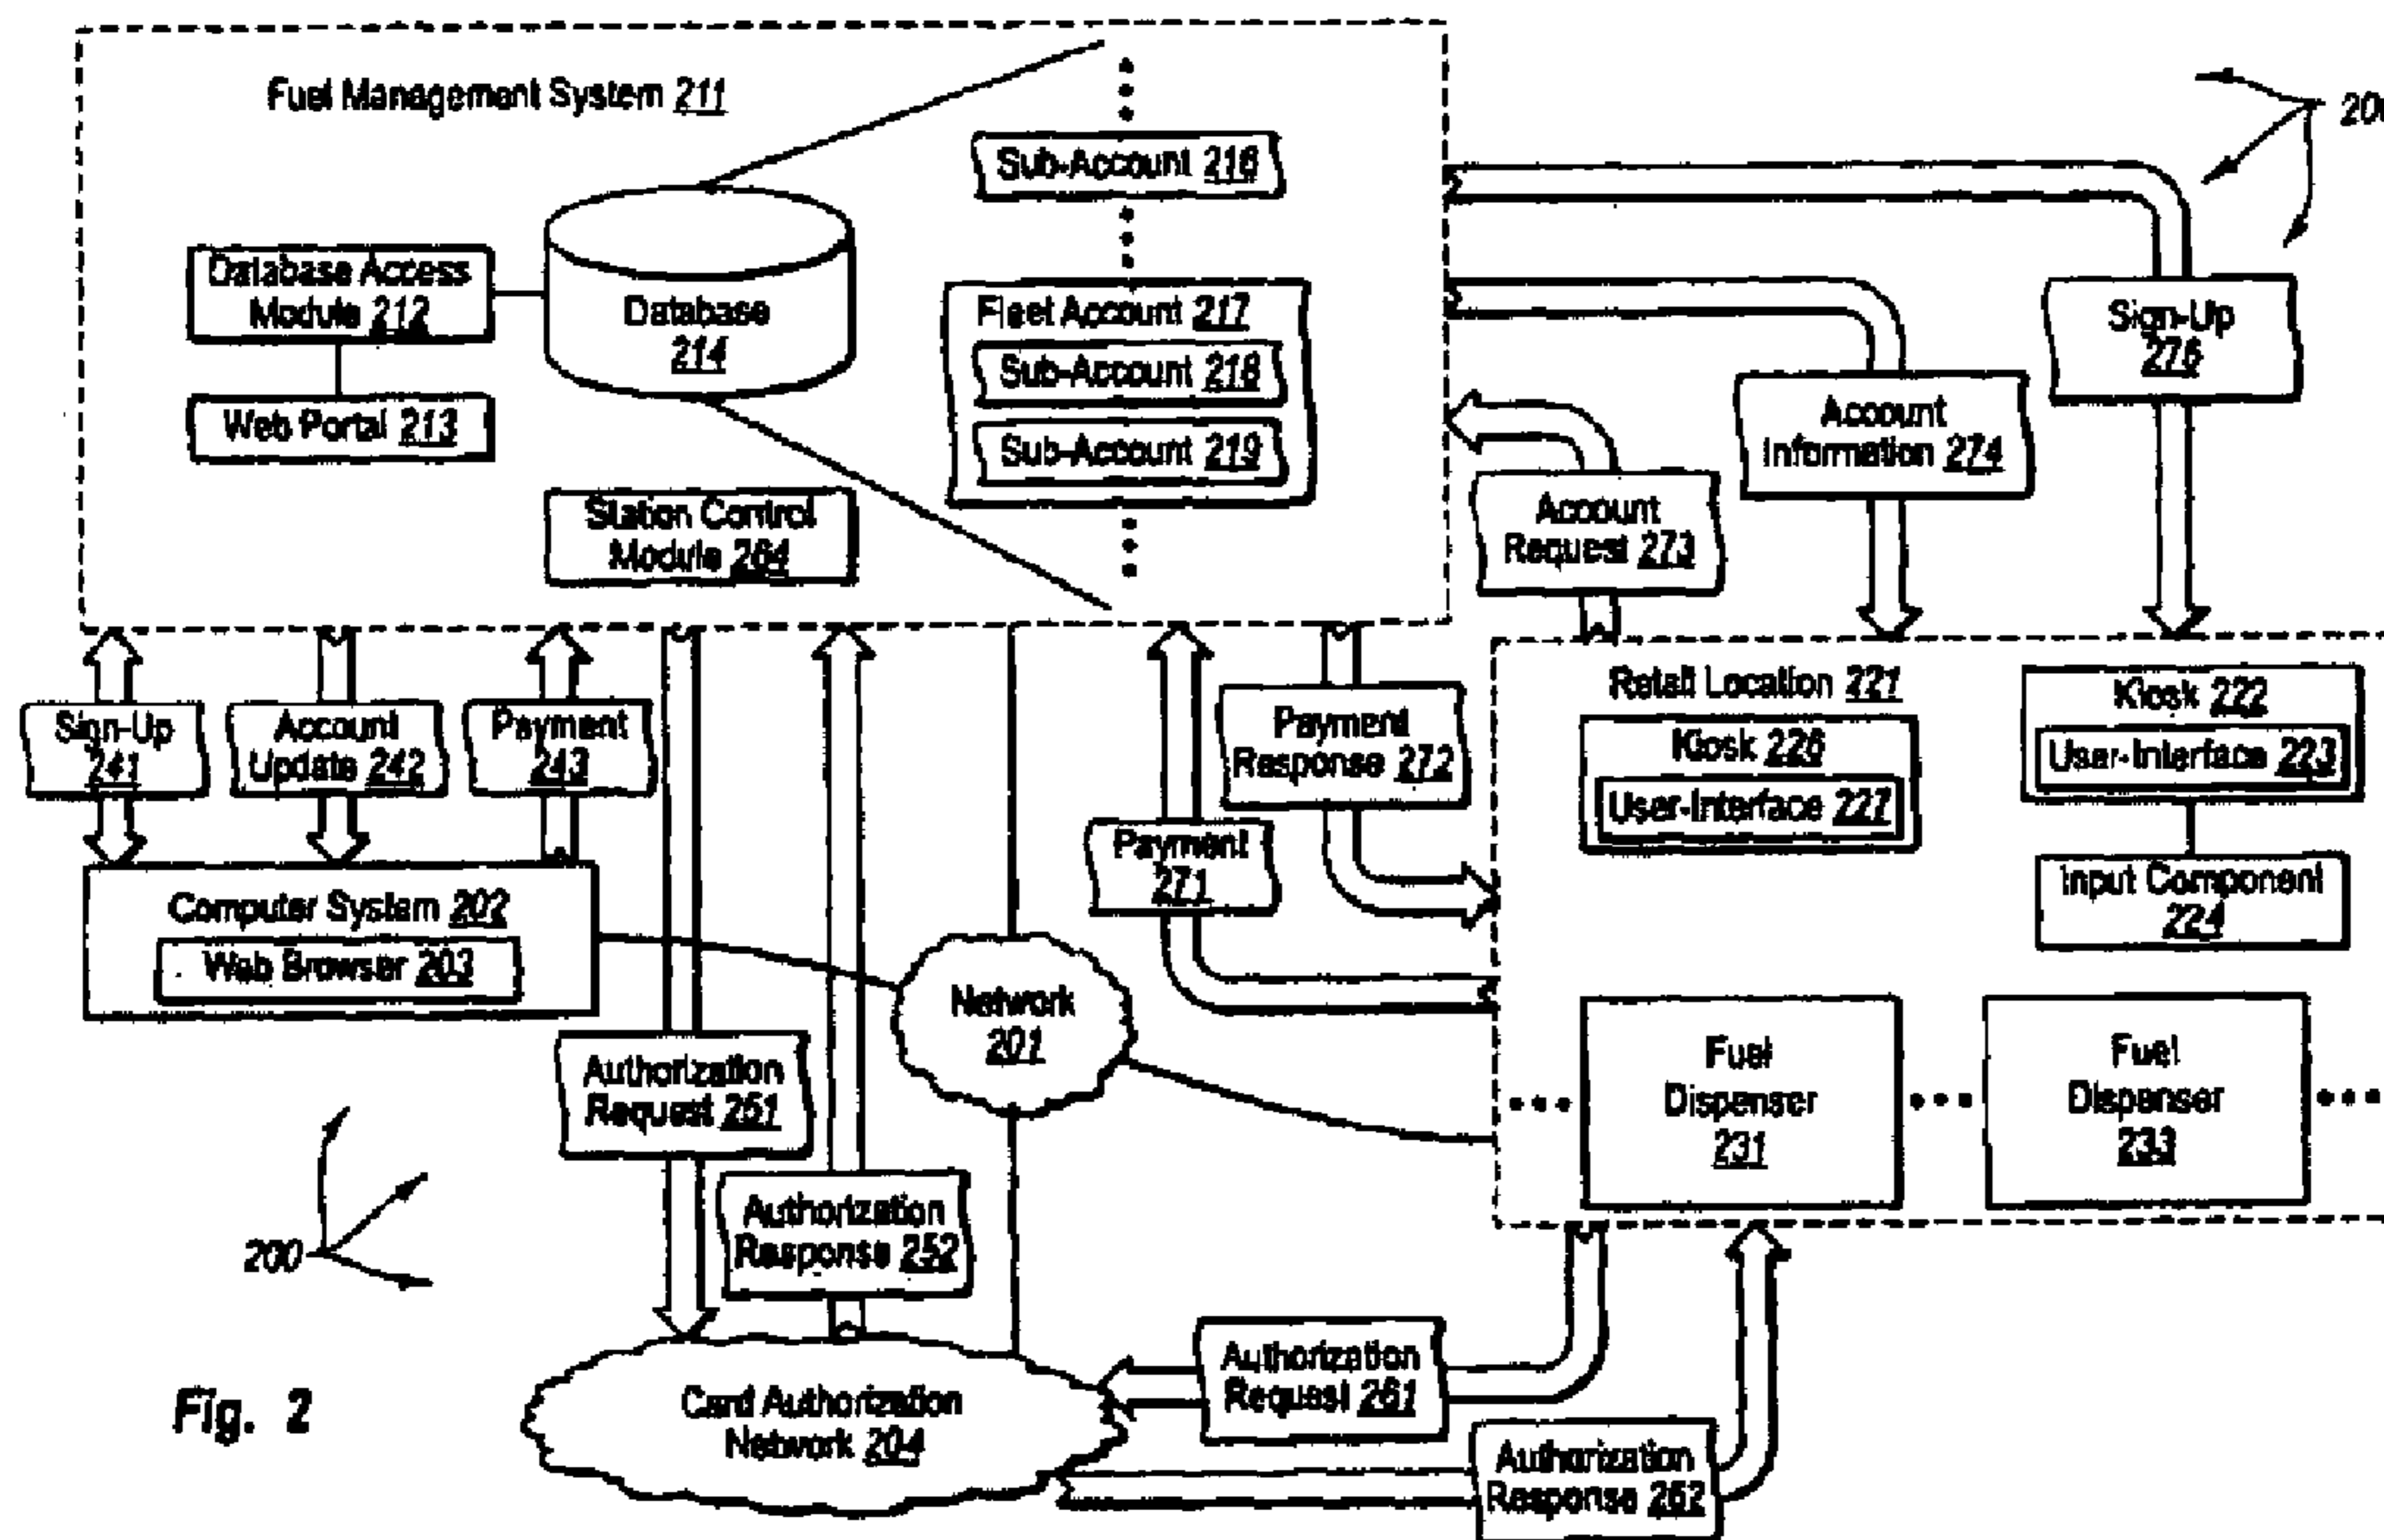 Fuel Management System 211
200
Sub-Account 216
Database Access
Module 212
Database
214
Fleet Account 217
Sub-Account 218
Sub-Account 219
Web Portal 213
Station Control
Module 264
Sign-Up
276
Account
Information 274
Account
Request 273
Sign-Up
241
Account
Update 242
Payment
243
Payment
Response 272
Payment
271
Retail Location 221
Kiosk 226
User-Interface 227
Kiosk 222
User-Interface 223
Input Component
224
Computer System 202
Web Browser 203
Network
201
Fuel
Dispenser
231
Fuel
Dispenser
233
Authorization
Request 251
Authorization
Response 252
200
Authorization
Request 261
Card Authorization
Network 204
Authorization
Response 262
Fig. 2